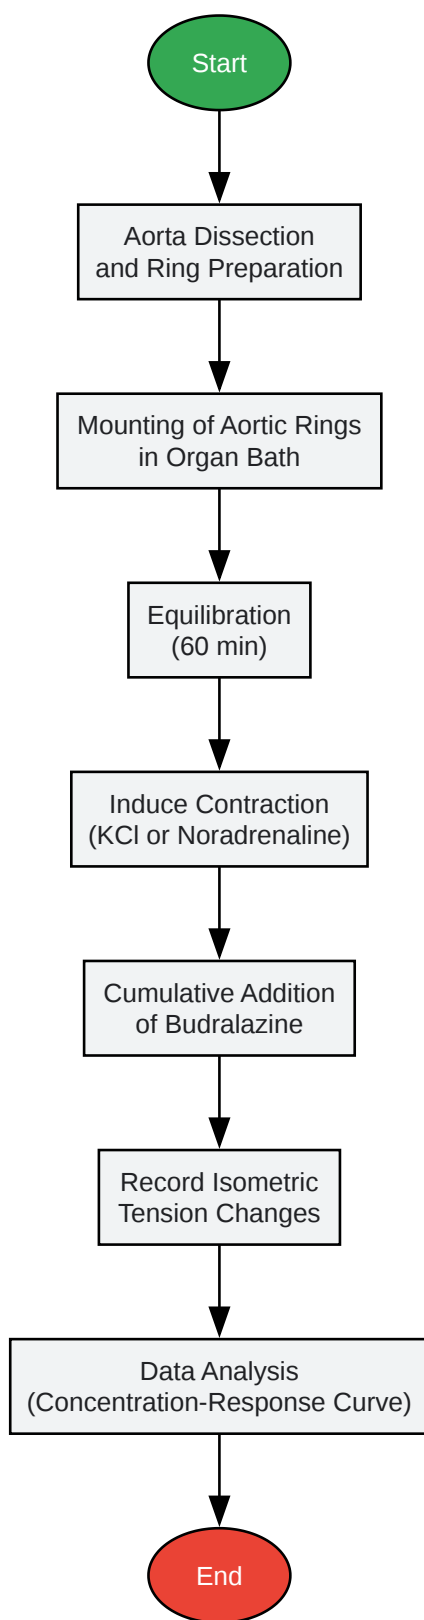 Start
Aorta Dissection
and Ring Preparation
Mounting of Aortic Rings
in Organ Bath
Equilibration
(60 min)
Induce Contraction
(KCl or Noradrenaline)
Cumulative Addition
of Budralazine
Record Isometric
Tension Changes
Data Analysis
(Concentration-Response Curve)
End